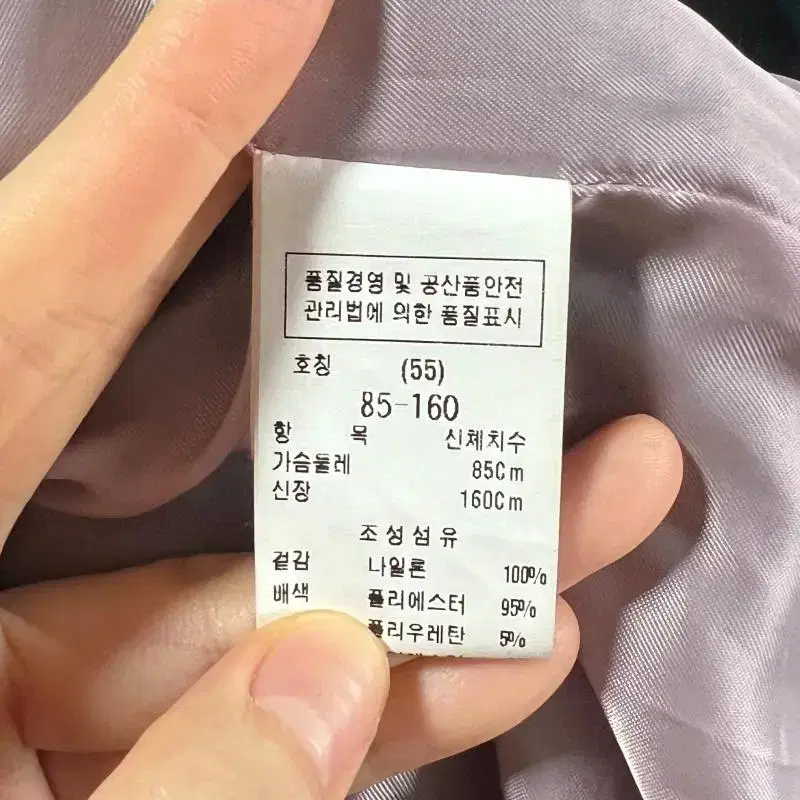 품질경영 및 공산품안전
관리법에 의한 품질표시
호칭 (55)
85-160
항 목 신체치수
가슴둘레 85Cm
신장 160Cm
조성섬유
겉감 나일론 100%
배색 폴리에스터 95%
폴리우레탄 5%